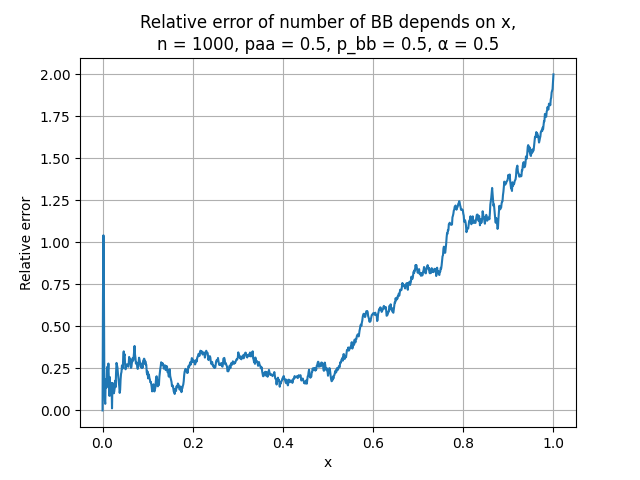 Relative error of number of BB depends on x,
n = 1000, paa = 0.5, p_bb = 0.5, α = 0.5
2.00
1.75
1.50
1.25
1.00
0.75
0.50
0.25
0.00
Relative error
0.0 0.2 0.4 0.6 0.8 1.0
x